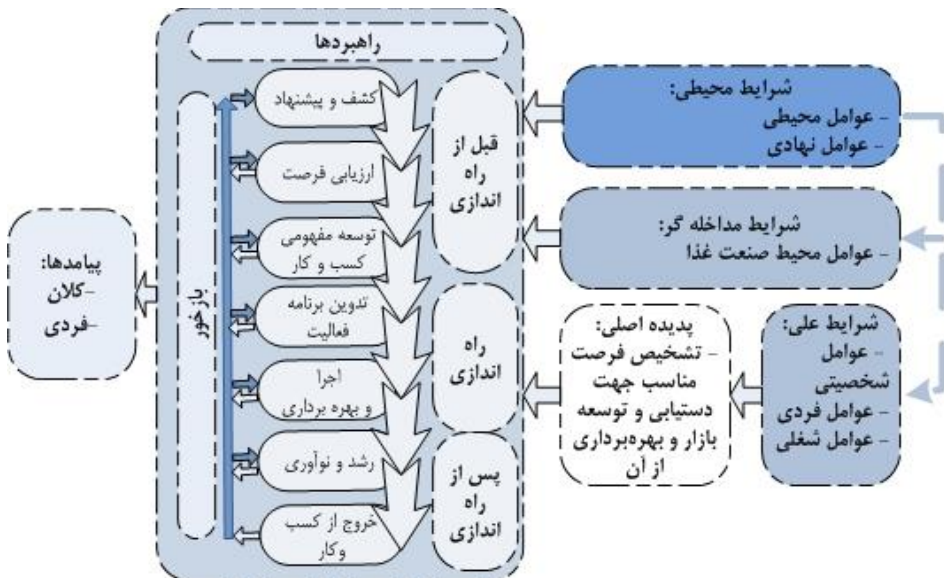 راهبردها
شرایط محیطی:
- عوامل محیطی
- عوامل نهادی
شرایط مداخله گر:
- عوامل محیط صنعت غذا
شرایط علی:
- عوامل
شخصیتی
- عوامل فردی
- عوامل شغلی
پدیده اصلی:
- تشخیص فرصت
مناسب جهت
دستیابی و توسعه
بازار و بهره‌برداری
از آن
قبل از
راه
اندازی
راه
اندازی
پس از
راه
اندازی
کشف و پیشنهاد
ارزیابی فرصت
توسعه مفهومی
کسب و کار
تدوین برنامه
فعالیت
اجرا
و بهره برداری
رشد و نوآوری
خروج از کسب
وکار
بازخور
پیامدها:
-کلان
-فردی